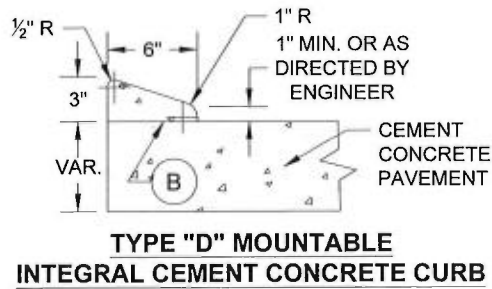 ½" R
6"
1" R
1" MIN. OR AS
DIRECTED BY
ENGINEER
3"
VAR.
CEMENT
CONCRETE
PAVEMENT
B
TYPE "D" MOUNTABLE
INTEGRAL CEMENT CONCRETE CURB